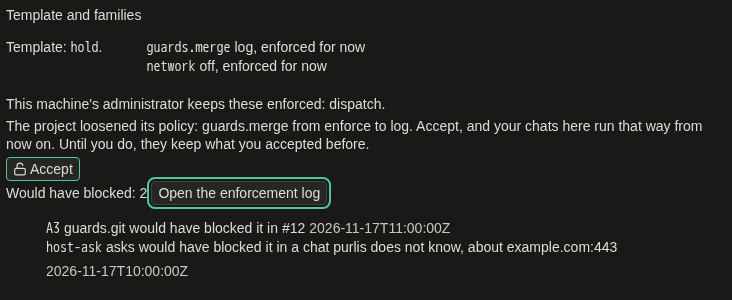 Template and families
Template: hold. guards.merge log, enforced for now
network off, enforced for now
This machine's administrator keeps these enforced: dispatch.
The project loosened its policy: guards.merge from enforce to log. Accept, and your chats here run that way from
now on. Until you do, they keep what you accepted before.
Accept
Would have blocked: 2 Open the enforcement log
A3 guards.git would have blocked it in #12 2026-11-17T11:00:00Z
host-ask asks would have blocked it in a chat purlis does not know, about example.com:443
2026-11-17T10:00:00Z